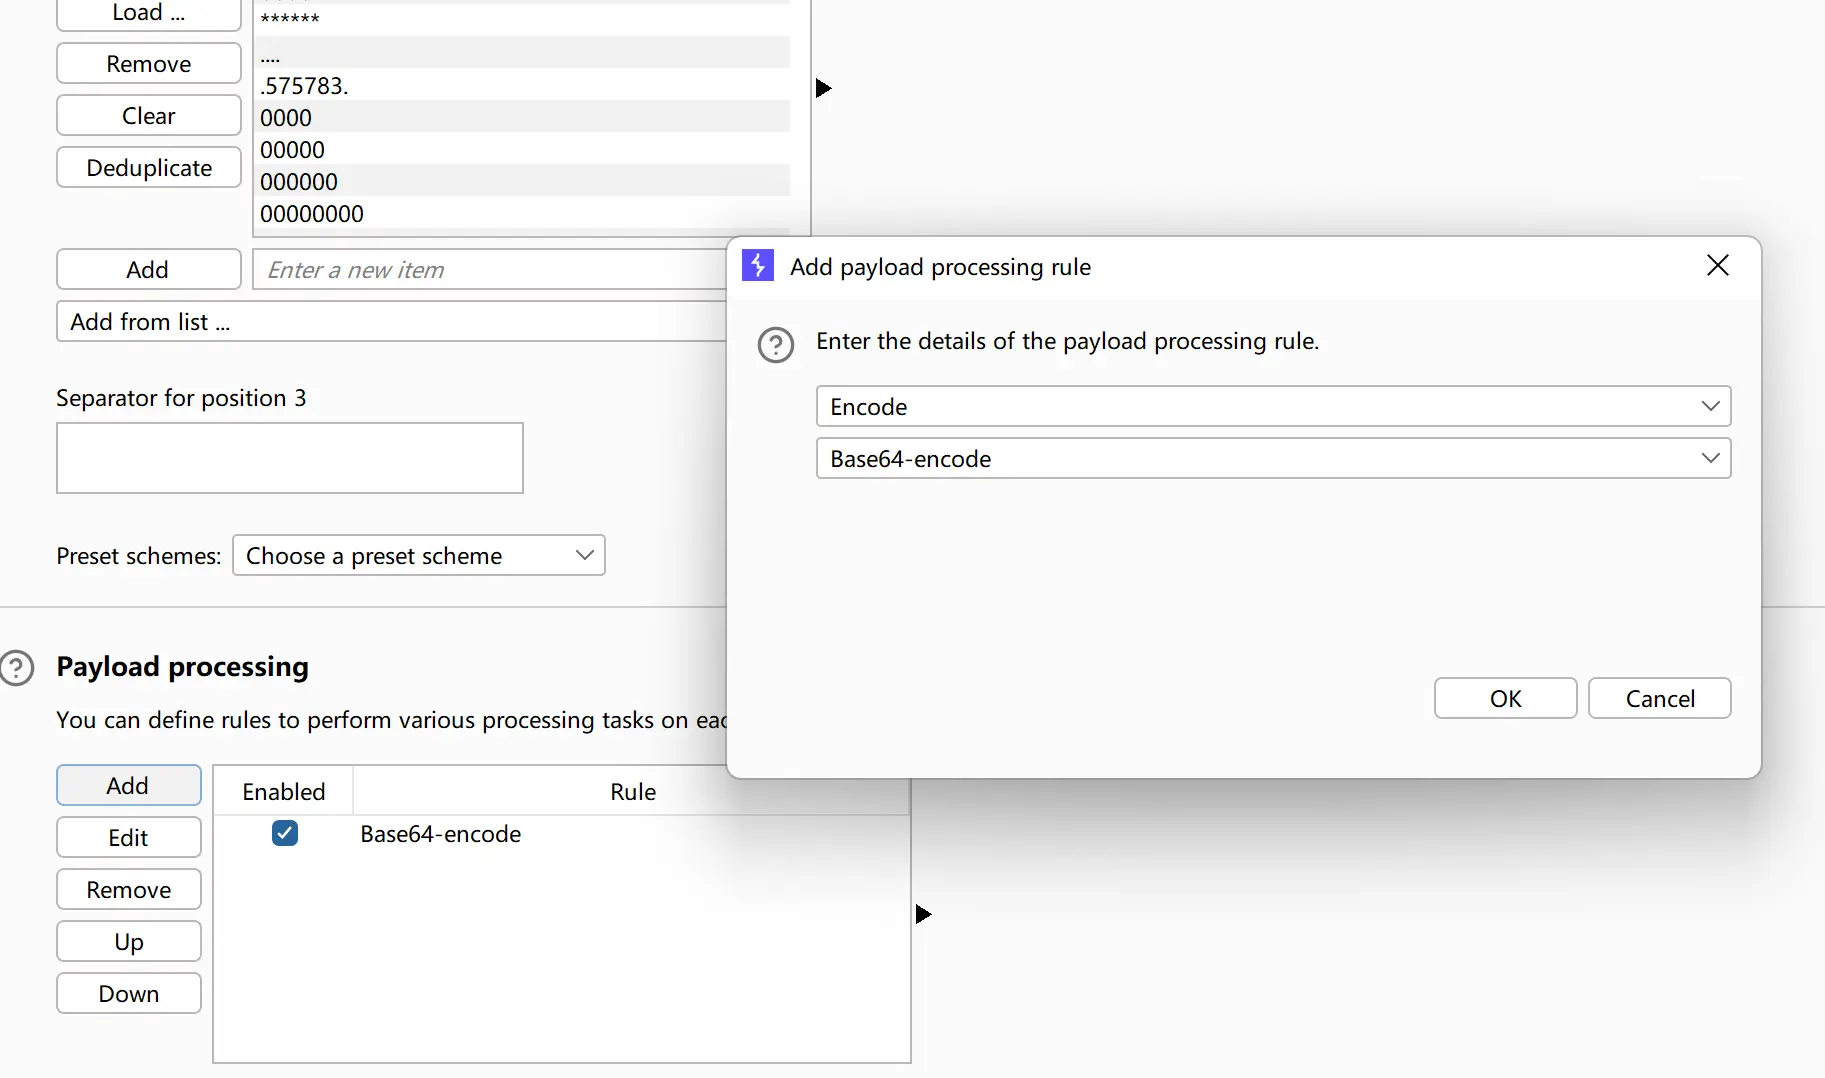 Load ...
******
Remove
....
.575783.
Clear
0000
00000
Deduplicate
000000
00000000
Add
Enter a new item
Add from list ...
Separator for position 3
Preset schemes:
Choose a preset scheme
Payload processing
You can define rules to perform various processing tasks on
Add
Edit
Remove
Up
Down
Enabled
Rule
Base64-encode
Add payload processing rule
Enter the details of the payload processing rule.
Encode
Base64-encode
OK
Cancel